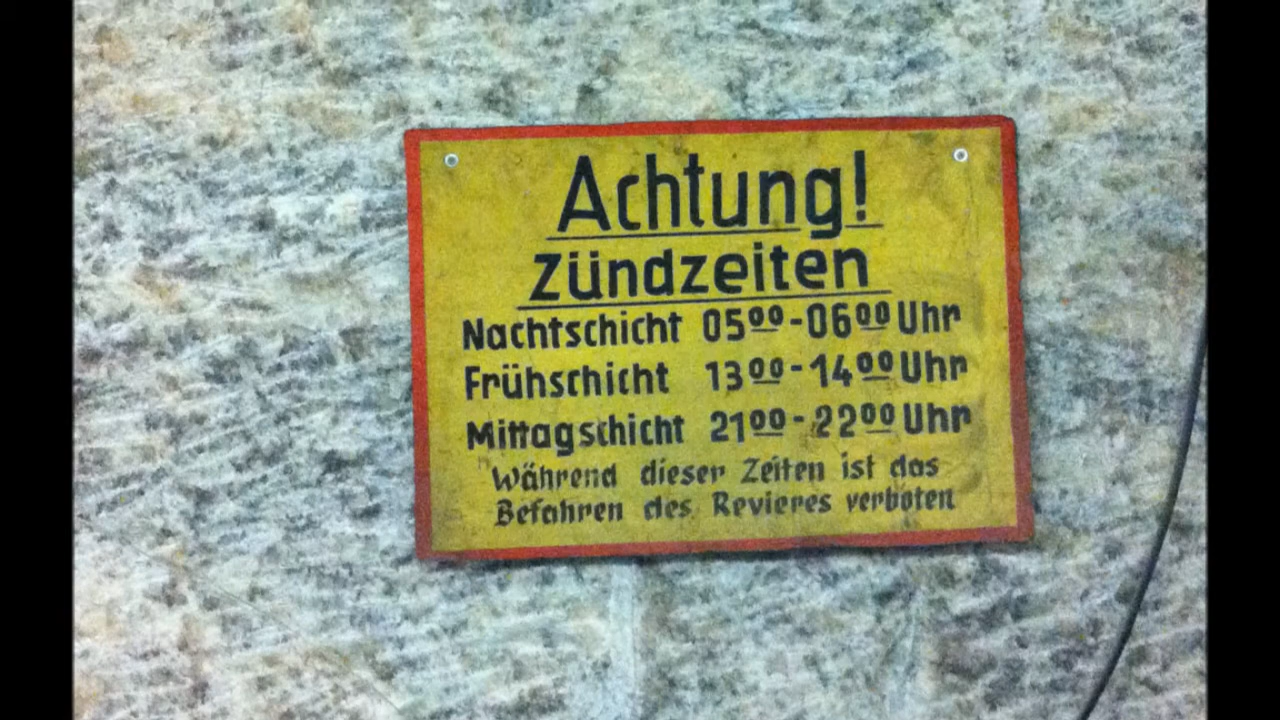 Achtung!
Zündzeiten
Nachtschicht 05⁰⁰-06⁰⁰ Uhr
Frühschicht 13⁰⁰-14⁰⁰ Uhr
Mittagschicht 21⁰⁰-22⁰⁰ Uhr
Während dieser Zeiten ist das
Befahren des Revieres verboten